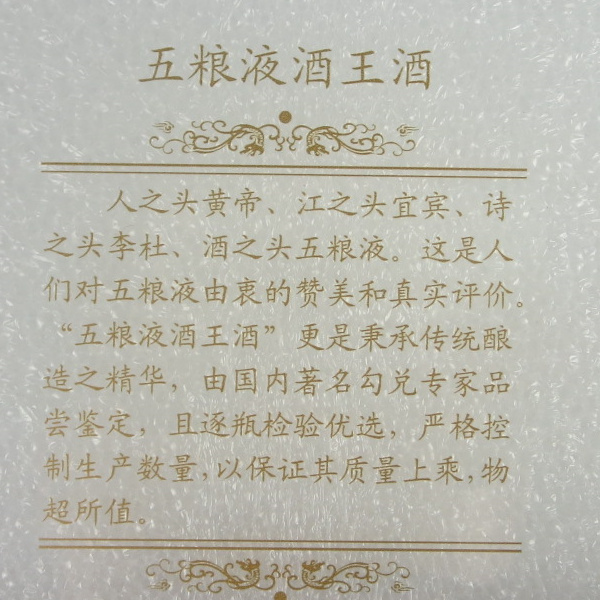 五粮液酒王酒
人之头黄帝、江之头宜宾、诗
之头李杜、酒之头五粮液。这是人
们对五粮液由衷的赞美和真实评价。
“五粮液酒王酒”更是秉承传统酿
造之精华，由国内著名勾兑专家品
尝鉴定，且逐瓶检验优选，严格控
制生产数量，以保证其质量上乘，物
超所值。